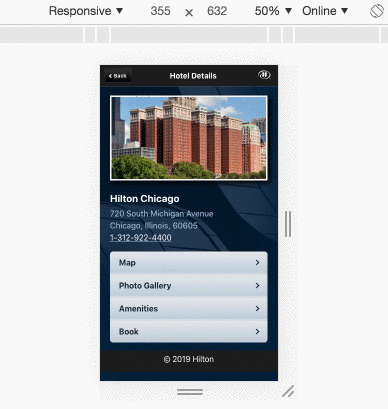 Responsive ▼ 355 × 632 50% ▼ Online ▼
Back Hotel Details
Hilton Chicago
720 South Michigan Avenue
Chicago, Illinois, 60605
1-312-922-4400
Map
Photo Gallery
Amenities
Book
© 2019 Hilton